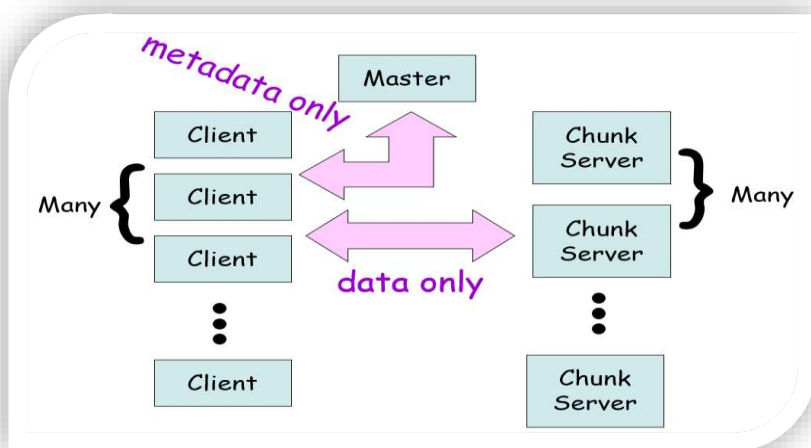 metadata only
Master
Client
Client
Client
Client
Many
data only
Chunk
Server
Chunk
Server
Chunk
Server
Many